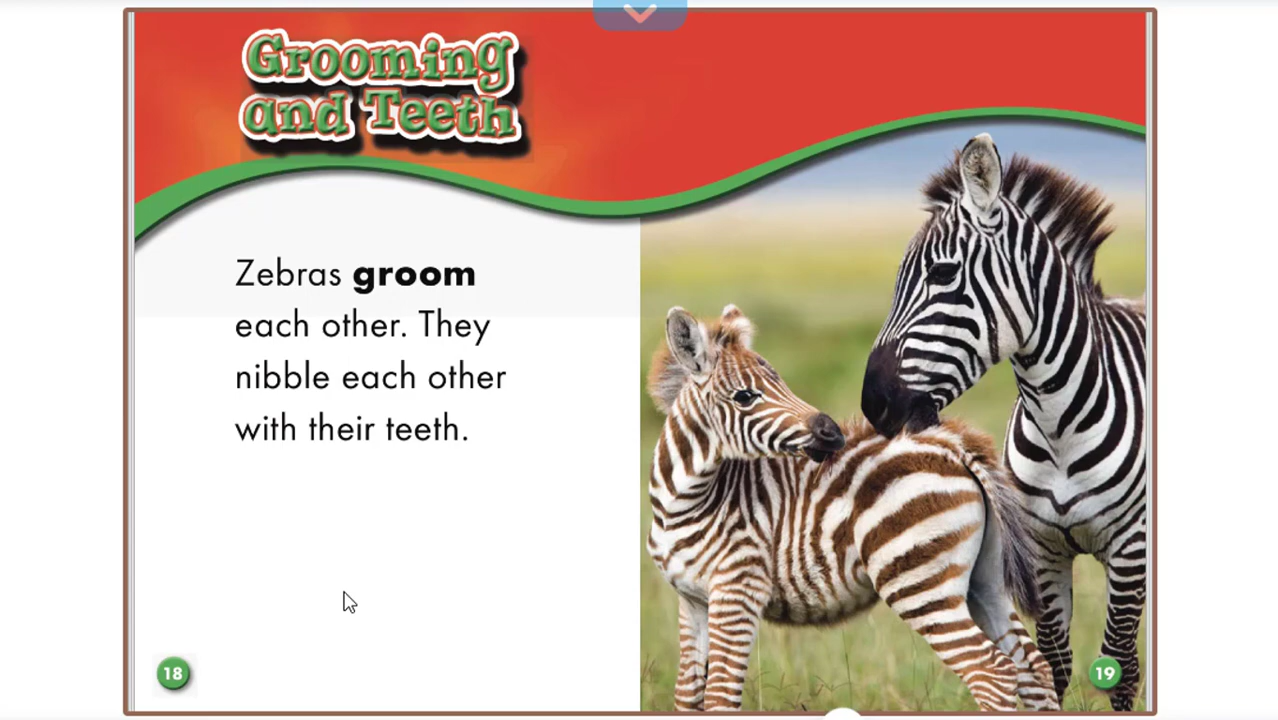 Grooming
and Teeth
Zebras groom
each other. They
nibble each other
with their teeth.
18
19